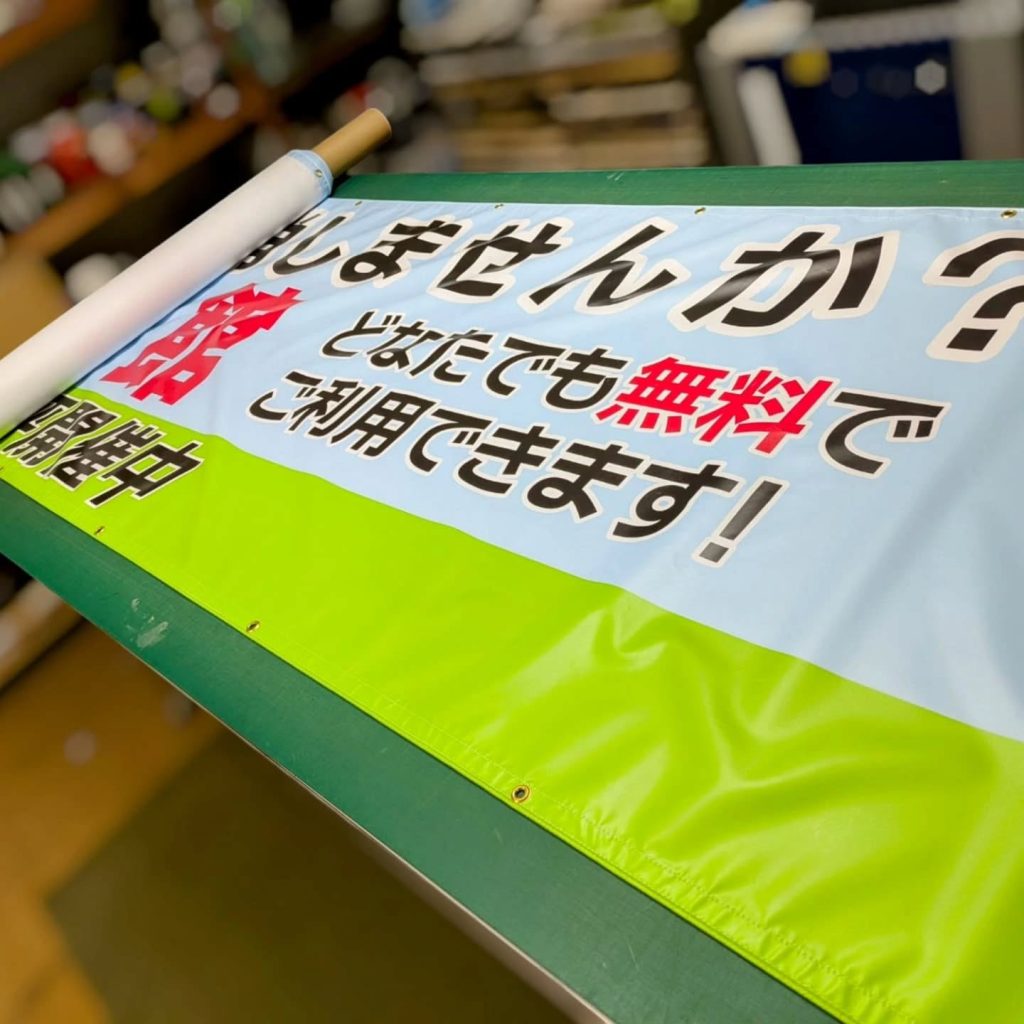 しませんか?
どなたでも無料で
ご利用できます!
開催中